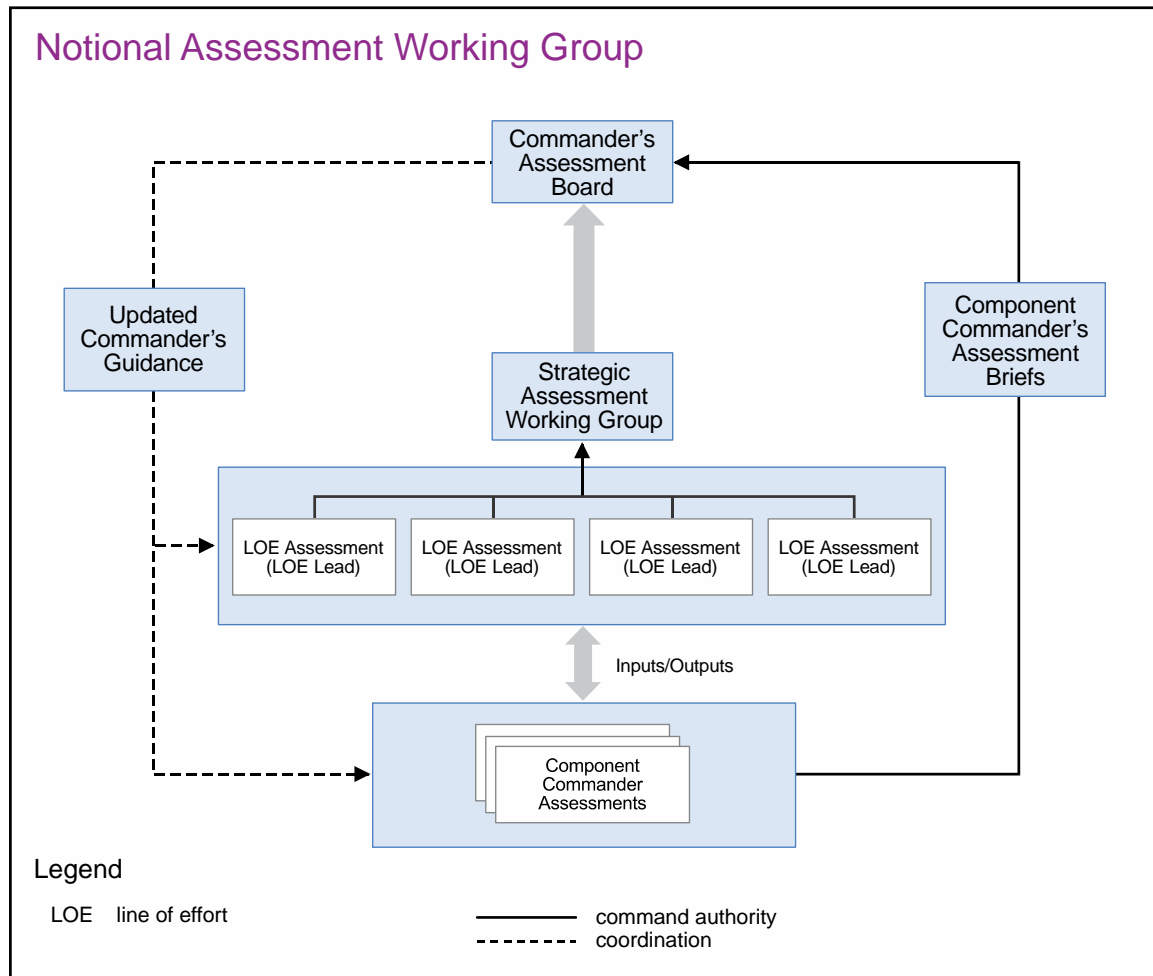 Notional Assessment Working Group
Commander’s
Assessment
Board
Updated
Commander’s
Guidance
Component
Commander’s
Assessment
Briefs
Strategic
Assessment
Working Group
LOE Assessment
(LOE Lead)
LOE Assessment
(LOE Lead)
LOE Assessment
(LOE Lead)
LOE Assessment
(LOE Lead)
Inputs/Outputs
Component
Commander
Assessments
Legend
LOE line of effort
command authority
coordination